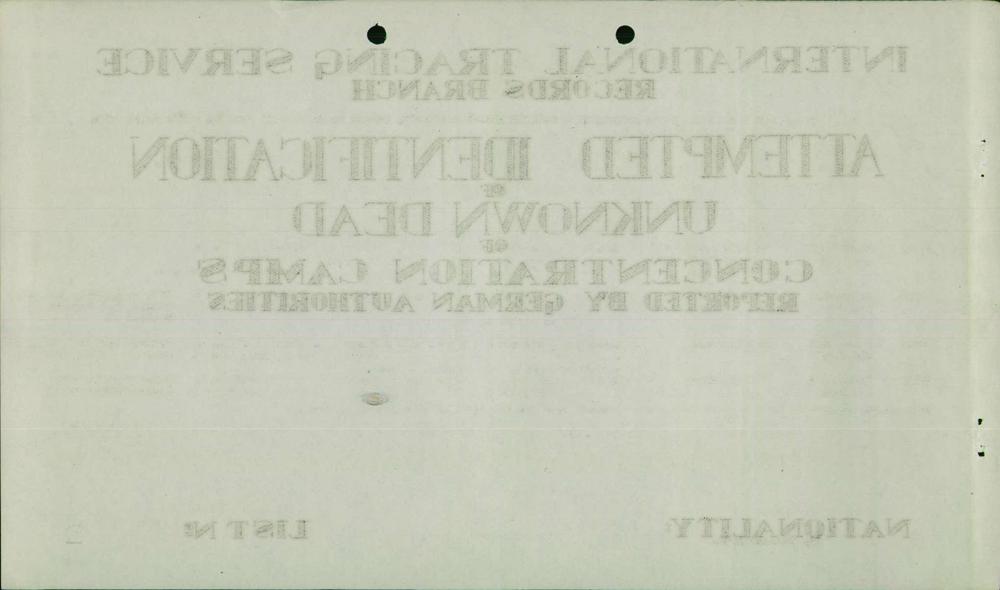 INTERNATIONAL TRACING SERVICE
RECORDS BRANCH
ATTEMPTED IDENTIFICATION
OF
UNKNOWN DEAD
OF
CONCENTRATION CAMPS
REPORTED BY GERMAN AUTHORITIES
NATIONALITY: LIST Nº